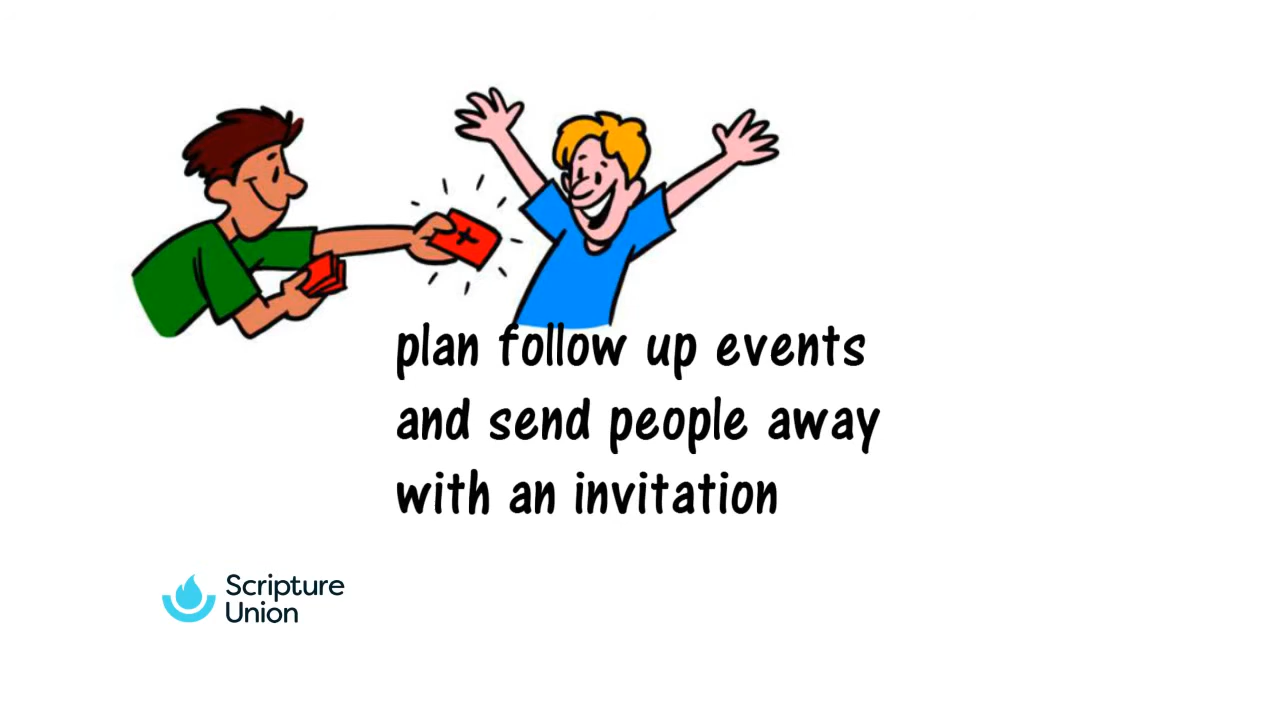 plan follow up events
and send people away
with an invitation
Scripture
Union